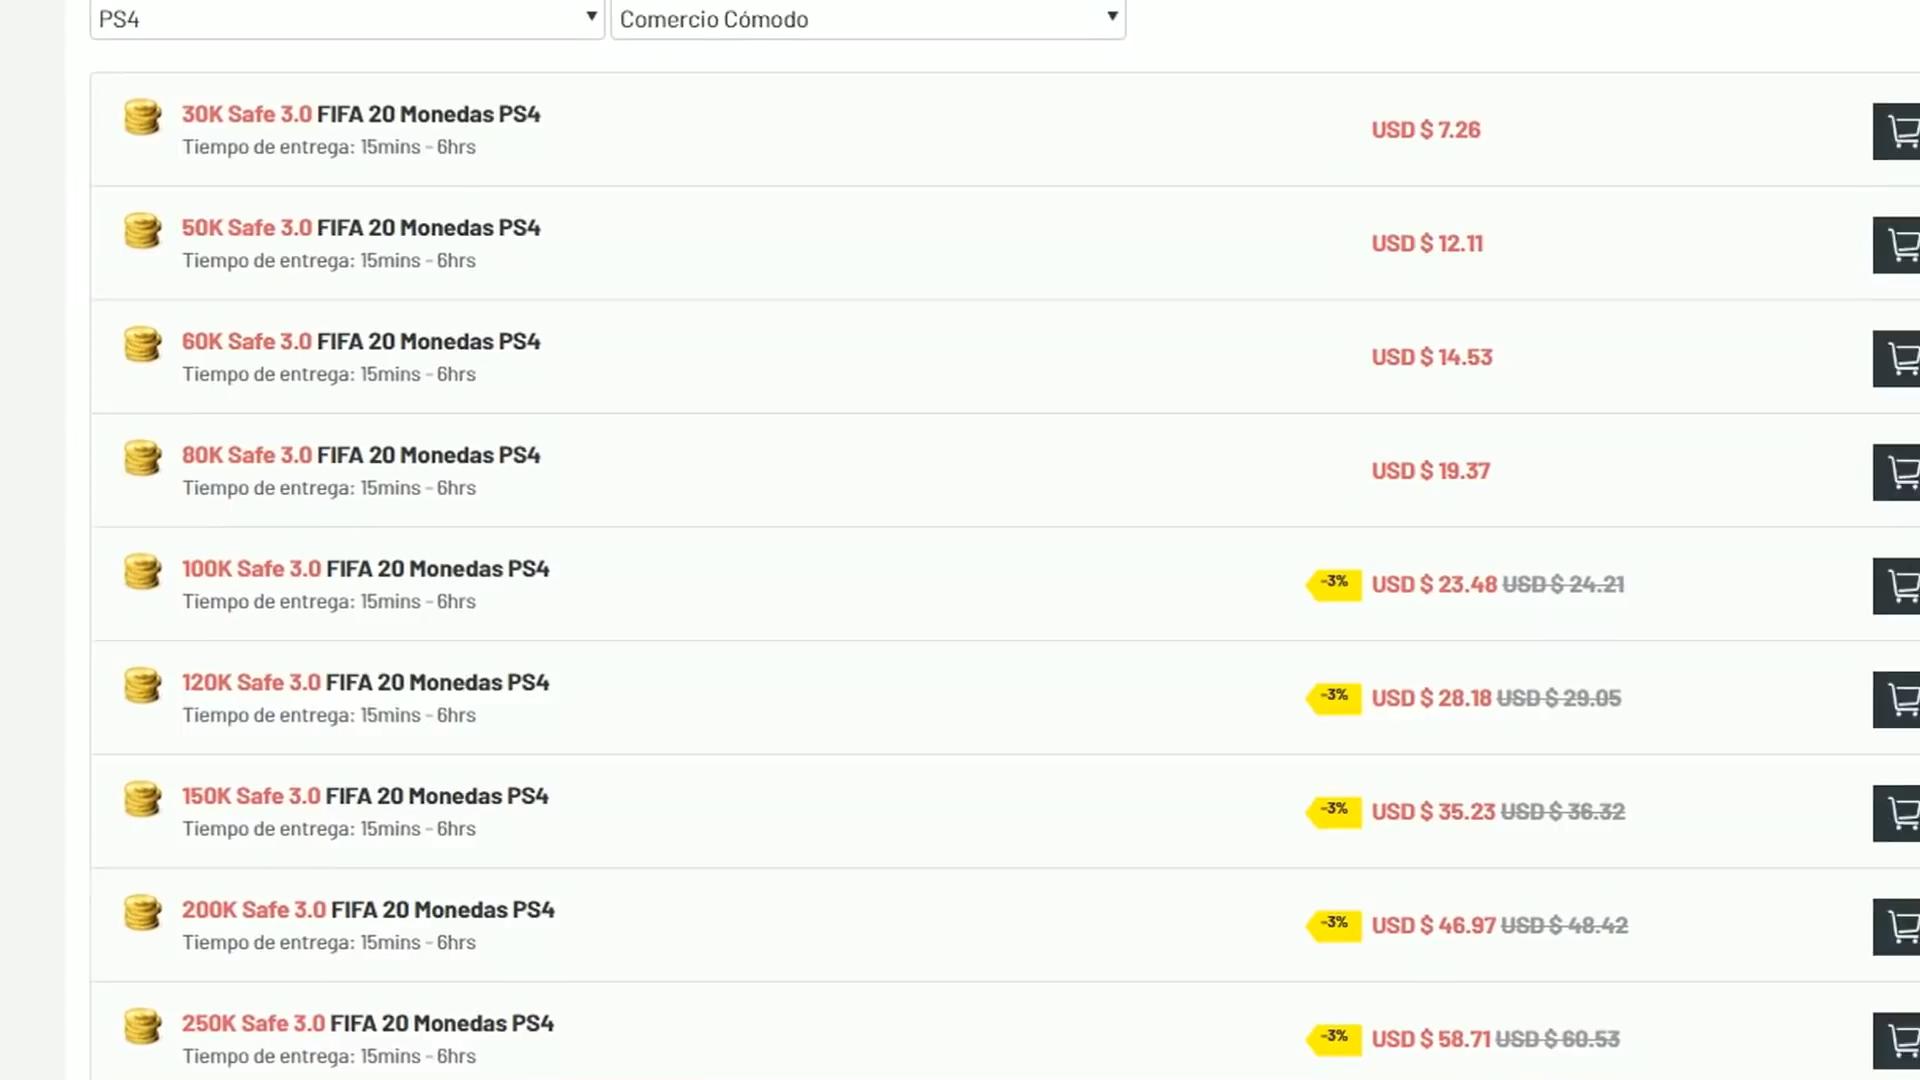 PS4 Comercio Cómodo
30K Safe 3.0 FIFA 20 Monedas PS4
Tiempo de entrega: 15mins - 6hrs
USD $ 7.26
50K Safe 3.0 FIFA 20 Monedas PS4
Tiempo de entrega: 15mins - 6hrs
USD $ 12.11
60K Safe 3.0 FIFA 20 Monedas PS4
Tiempo de entrega: 15mins - 6hrs
USD $ 14.53
80K Safe 3.0 FIFA 20 Monedas PS4
Tiempo de entrega: 15mins - 6hrs
USD $ 19.37
100K Safe 3.0 FIFA 20 Monedas PS4
Tiempo de entrega: 15mins - 6hrs
-3% USD $ 23.48 USD $ 24.21
120K Safe 3.0 FIFA 20 Monedas PS4
Tiempo de entrega: 15mins - 6hrs
-3% USD $ 28.18 USD $ 29.05
150K Safe 3.0 FIFA 20 Monedas PS4
Tiempo de entrega: 15mins - 6hrs
-3% USD $ 35.23 USD $ 36.32
200K Safe 3.0 FIFA 20 Monedas PS4
Tiempo de entrega: 15mins - 6hrs
-3% USD $ 46.97 USD $ 48.42
250K Safe 3.0 FIFA 20 Monedas PS4
Tiempo de entrega: 15mins - 6hrs
-3% USD $ 58.71 USD $ 60.53